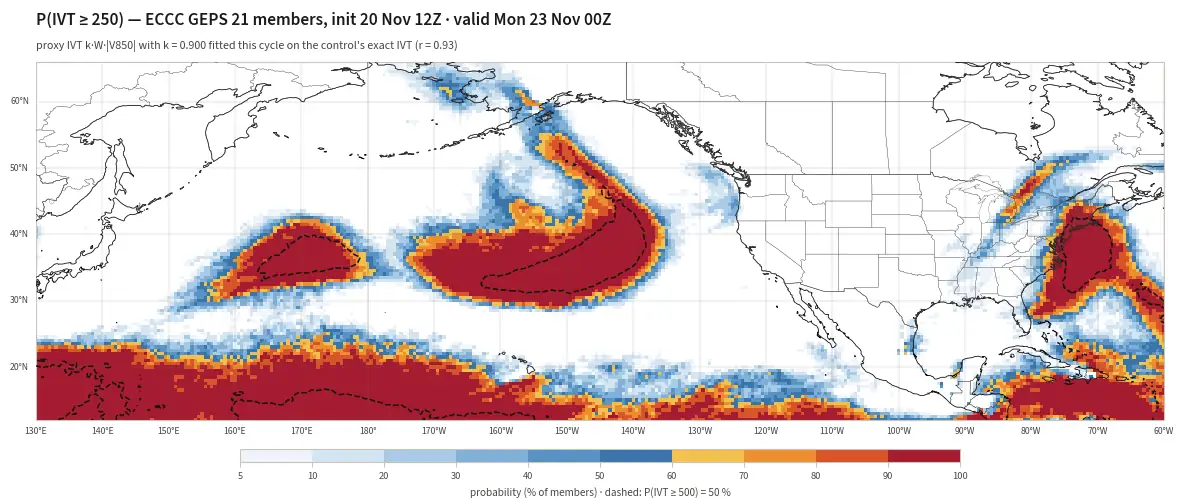 P(IVT ≥ 250) — ECCC GEPS 21 members, init 20 Nov 12Z · valid Mon 23 Nov 00Z
proxy IVT k·W·|V850| with k = 0.900 fitted this cycle on the control's exact IVT (r = 0.93)
60°N
50°N
40°N
30°N
20°N
130°E 140°E 150°E 160°E 170°E 180° 170°W 160°W 150°W 140°W 130°W 120°W 110°W 100°W 90°W 80°W 70°W 60°W
5 10 20 30 40 50 60 70 80 90 100
probability (% of members) · dashed: P(IVT ≥ 500) = 50 %